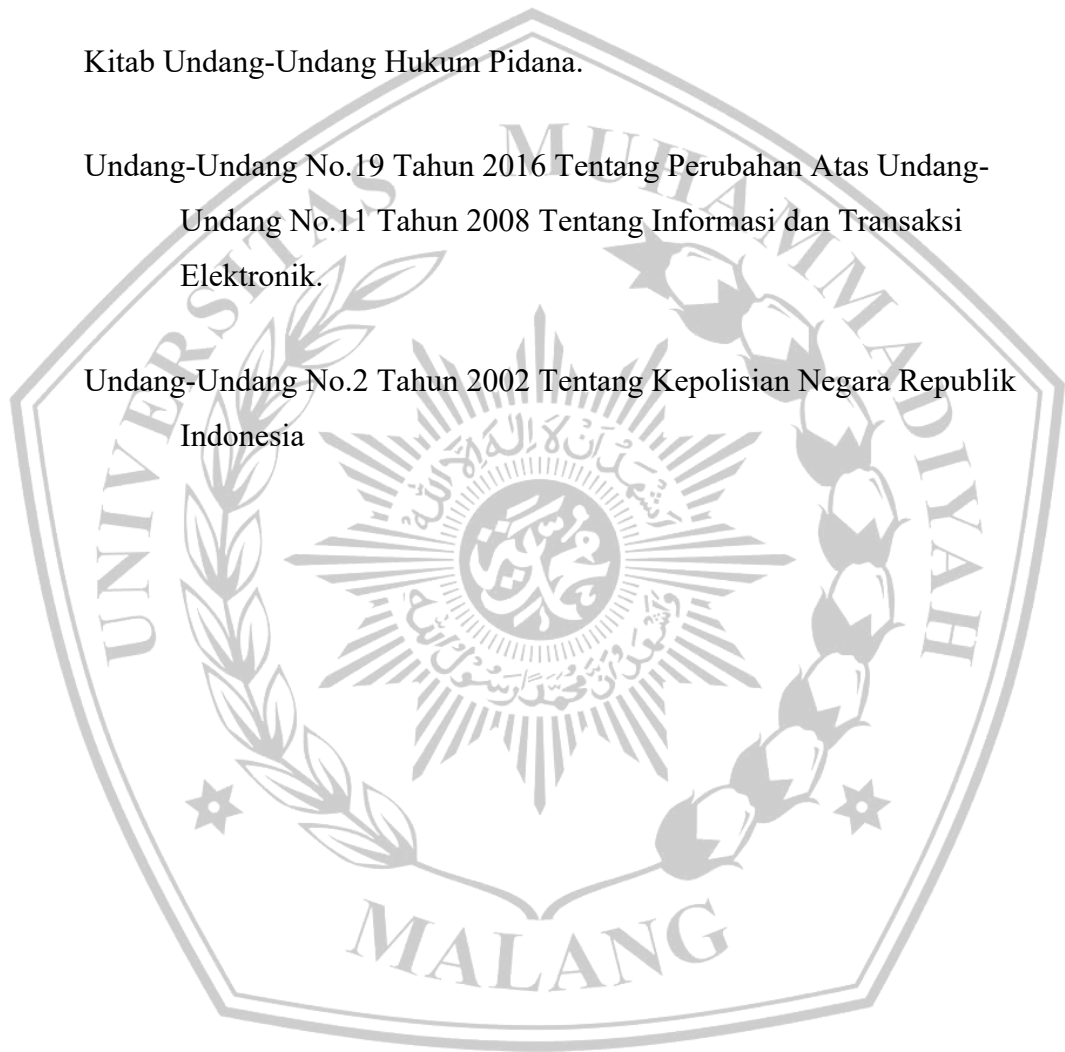 Kitab Undang-Undang Hukum Pidana.
Undang-Undang No.19 Tahun 2016 Tentang Perubahan Atas Undang-
Undang No.11 Tahun 2008 Tentang Informasi dan Transaksi
Elektronik.
Undang-Undang No.2 Tahun 2002 Tentang Kepolisian Negara Republik
Indonesia
UNIVERSITAS MUHAMMADIYAH
MALANG